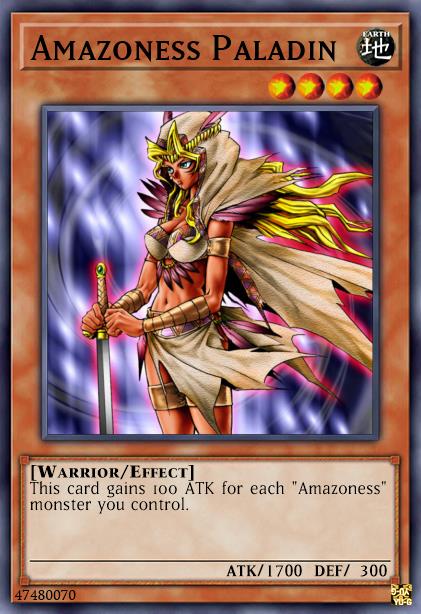 AMAZONESS PALADIN
EARTH
地
[WARRIOR/EFFECT]
This card gains 100 ATK for each "Amazoness"
monster you control.
ATK/1700 DEF/ 300
47480070